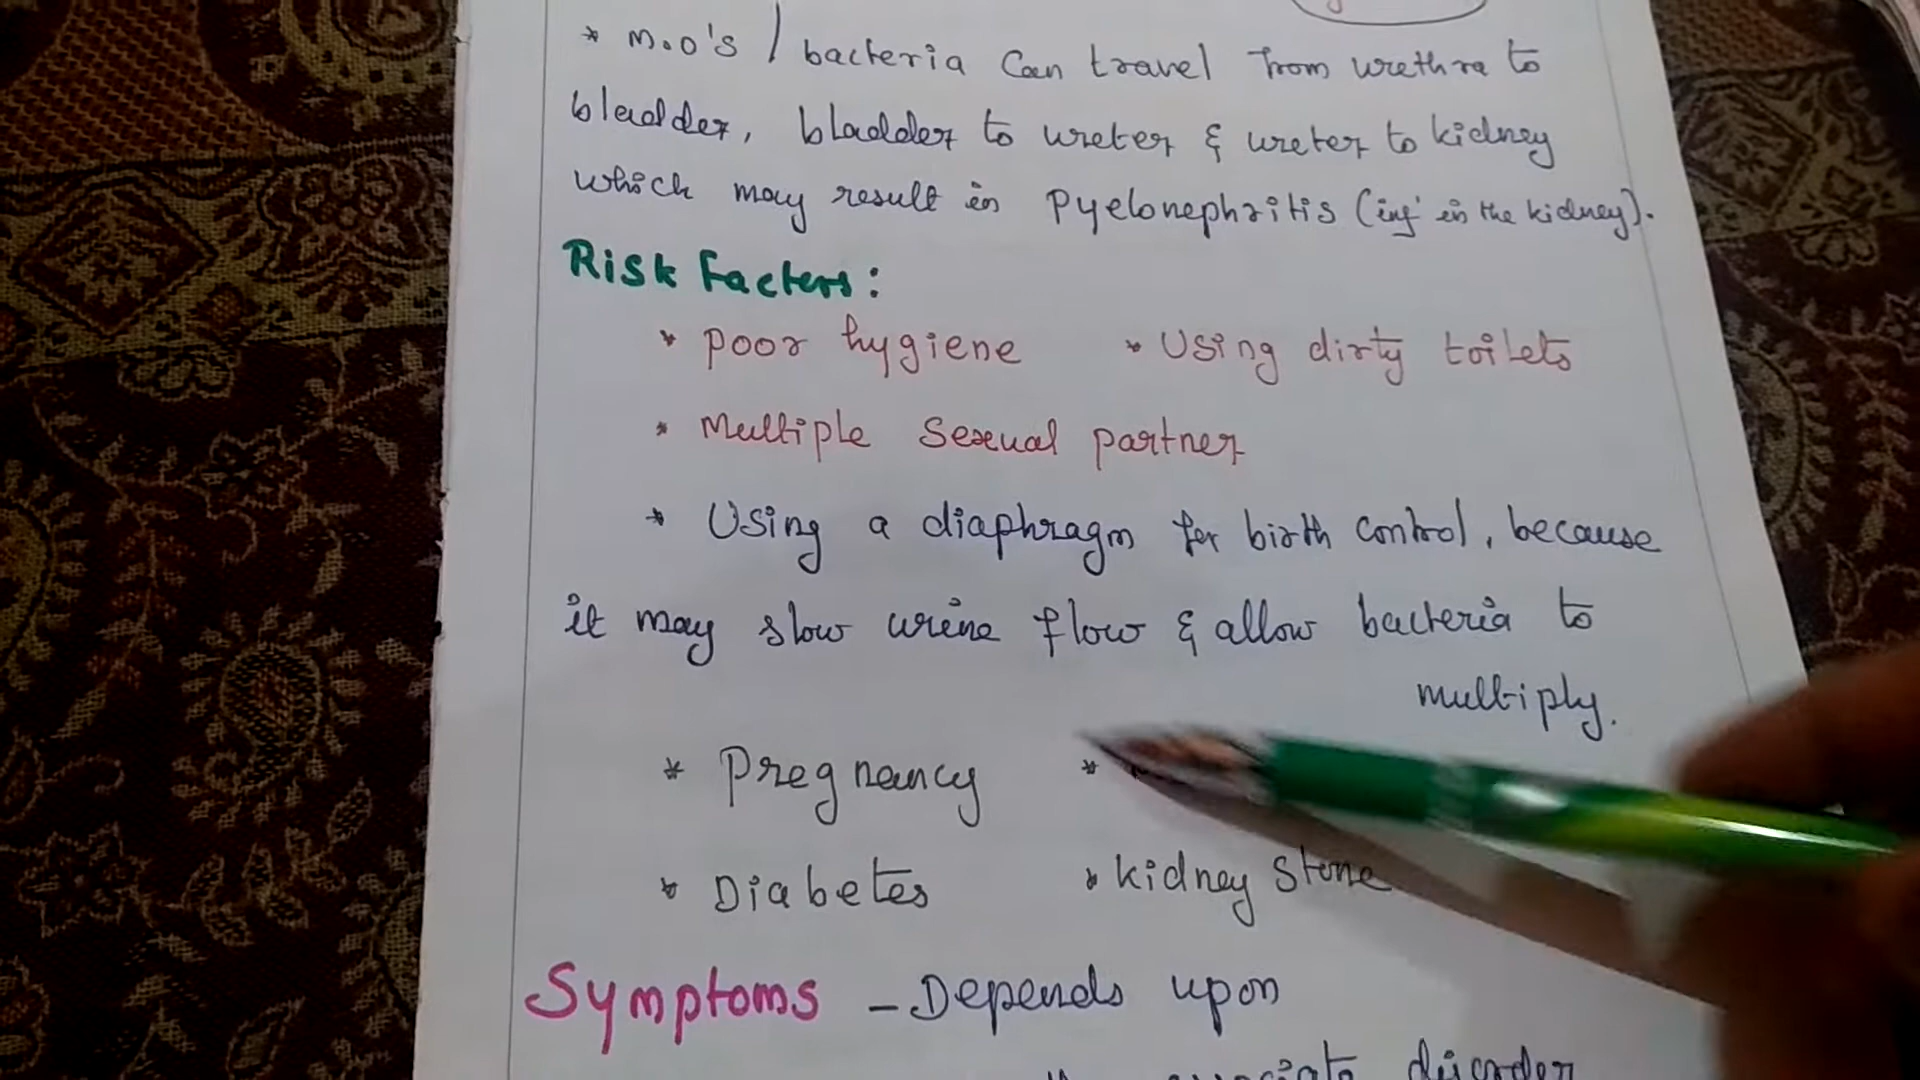 * M.O's / bacteria can travel from urethra to
bladder, bladder to ureter & ureter to kidney
which may result in Pyelonephritis (inf' in the kidney).
Risk Factors:
* Poor hygiene * Using dirty toilets
* Multiple Sexual partner
* Using a diaphragm for birth control, because
it may slow urine flow & allow bacteria to
multiply.
* Pregnancy *
* Diabetes * kidney stone
Symptoms - Depends upon
disorder